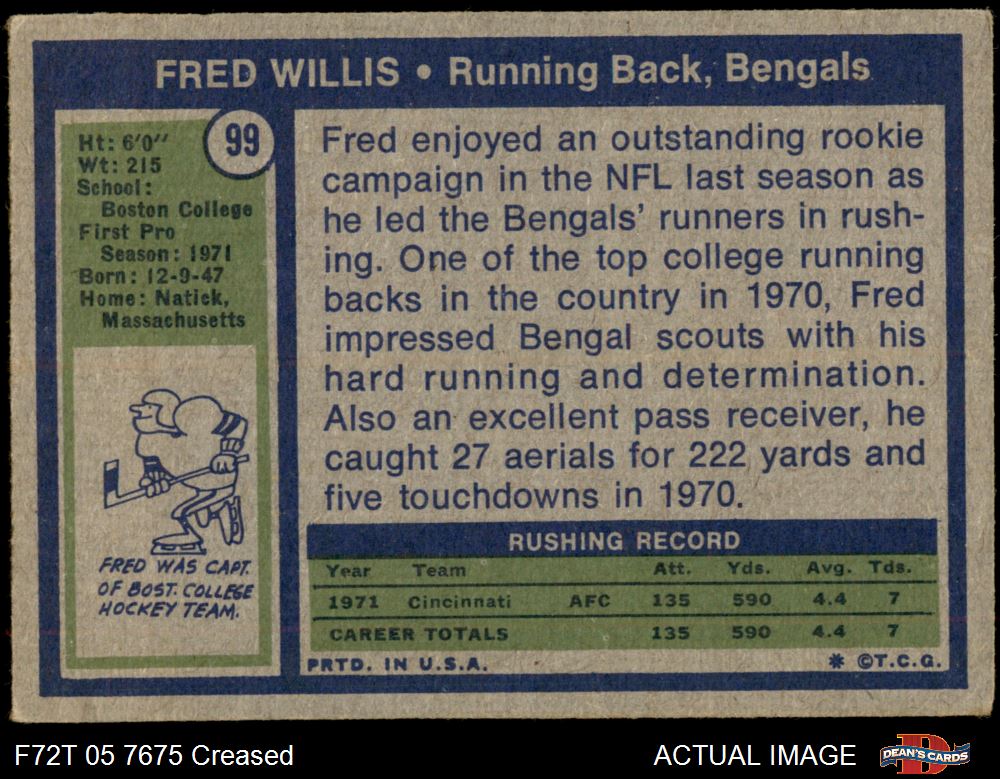 FRED WILLIS • Running Back, Bengals
99
Ht: 6'0"
Wt: 215
School:
Boston College
First Pro
Season: 1971
Born: 12-9-47
Home: Natick,
Massachusetts
FRED WAS CAPT.
OF BOST. COLLEGE
HOCKEY TEAM.
Fred enjoyed an outstanding rookie
campaign in the NFL last season as
he led the Bengals' runners in rush-
ing. One of the top college running
backs in the country in 1970, Fred
impressed Bengal scouts with his
hard running and determination.
Also an excellent pass receiver, he
caught 27 aerials for 222 yards and
five touchdowns in 1970.
RUSHING RECORD
Year Team Att. Yds. Avg. Tds.
1971 Cincinnati AFC 135 590 4.4 7
CAREER TOTALS 135 590 4.4 7
PRTD. IN U.S.A. * ©T.C.G.
F72T 05 7675 Creased ACTUAL IMAGE DEAN'S CARDS